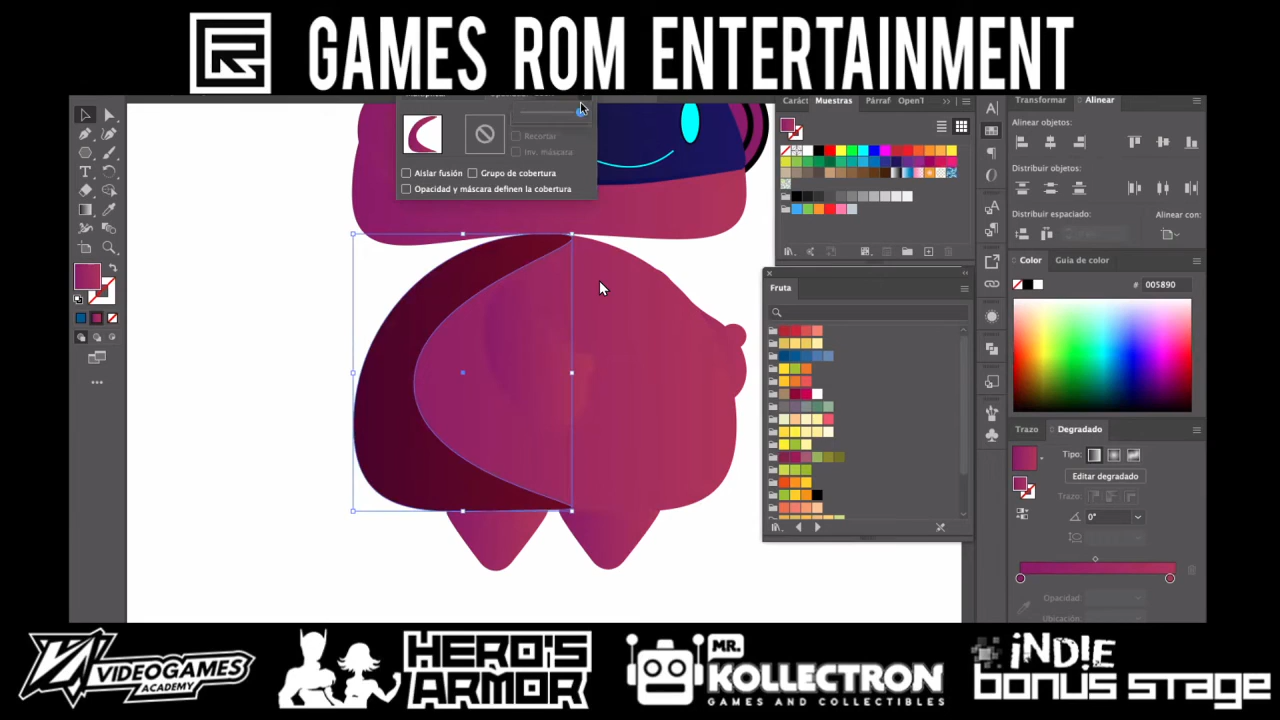 GAMES ROM ENTERTAINMENT
Muestras
Párraf
OpenT
Transformar
Alinear
Alinear objetos:
Recortar
Inv. máscara
Aislar fusión
Grupo de cobertura
Opacidad y máscara definen la cobertura
Distribuir objetos:
Distribuir espaciado:
Alinear con:
Color
Guía de color
# 005890
Fruta
Trazo
Degradado
Tipo:
Editar degradado
Trazo:
0°
Opacidad:
Ubicación:
VIDEOGAMES
ACADEMY
HERO'S
ARMOR
MR.
KOLLECTRON
GAMES AND COLLECTIBLES
INDIE
BONUS STAGE